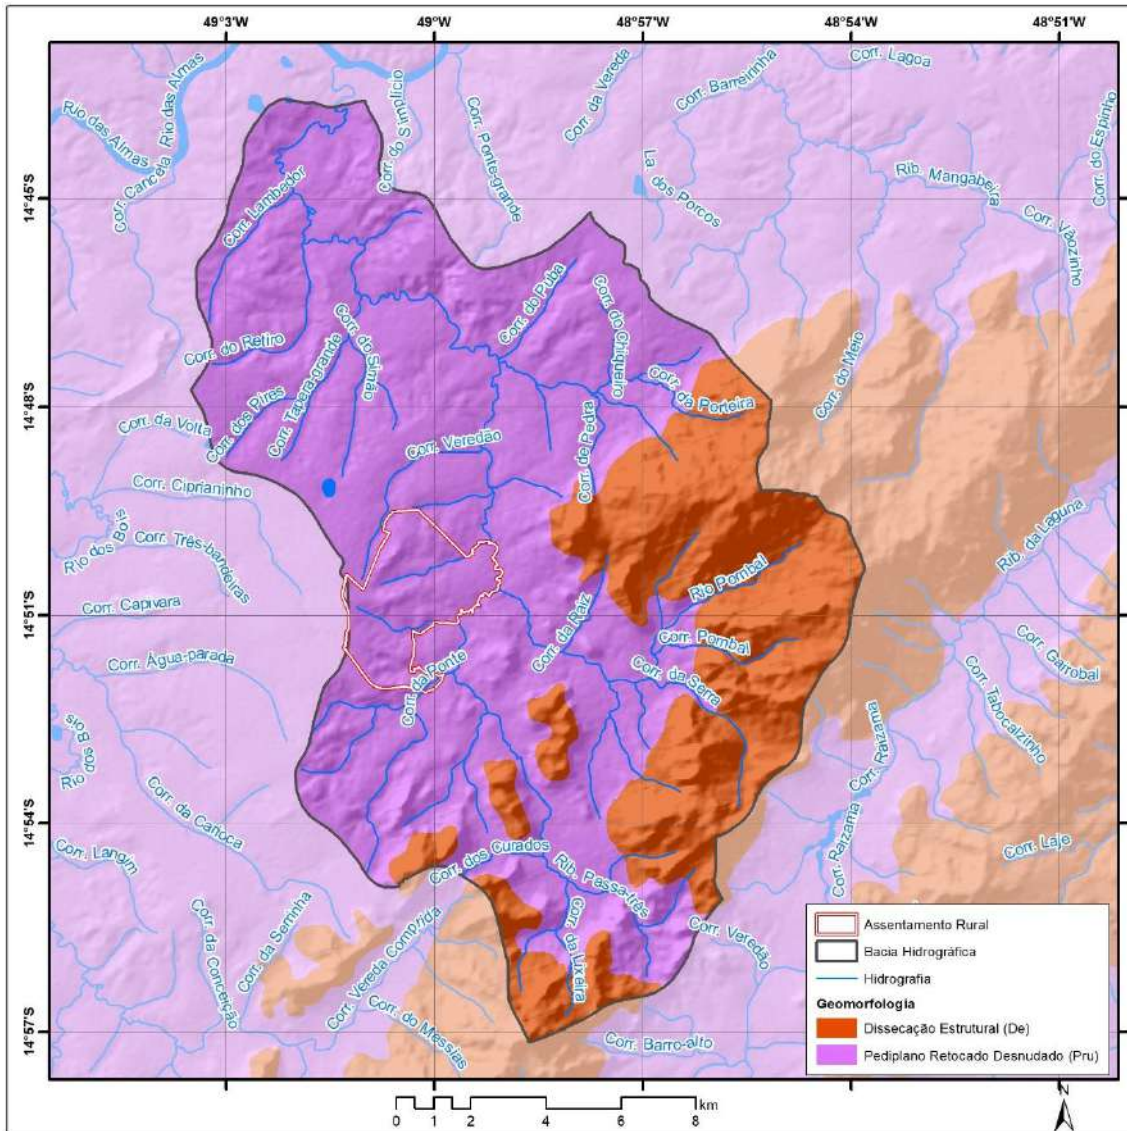 49°3'W
49°W
48°57'W
48°54'W
48°51'W
Rio das Almas
Rio das Almas
Corr. Cancela
Corr. do Simplício
Corr. Ponte-grande
Corr. da Vereda
Corr. Barreirinha
Corr. Lagoa
Corr. do Espinho
La. dos Porcos
Rib. Mangabeira
Corr. Vãozinho
14°45'S
Corr. Lambedor
Corr. do Puba
Corr. do Chiqueiro
Corr. do Retiro
Corr. do Simão
Corr. Tapera-grande
Corr. dos Pires
Corr. da Porteira
Corr. do Meio
14°48'S
Corr. da Volta
Corr. Veredão
Corr. de Pedra
Corr. Ciprianinho
Rio dos Bois
Corr. Três-bandeiras
Rib. da Laguna
Rio Pombal
14°51'S
Corr. Capivara
Corr. da Raiz
Corr. Pombal
Corr. Garrobal
Corr. Água-parada
Corr. da Ponte
Corr. da Serra
Corr. Tabocalzinho
Rio dos Bois
Corr. Raizama
Corr. da Carioca
14°54'S
Corr. Raizama
Corr. Laje
Corr. Langim
Corr. dos Curados
Rib. Passa-três
Corr. da Conceição
Corr. da Serrinha
Corr. Vereda Comprida
Corr. da Lixeira
Corr. Veredão
Corr. do Messias
Corr. Barro-alto
14°57'S
Assentamento Rural
Bacia Hidrográfica
Hidrografia
Geomorfologia
Dissecação Estrutural (De)
Pediplano Retocado Desnudado (Pru)
km
0 1 2 4 6 8
N